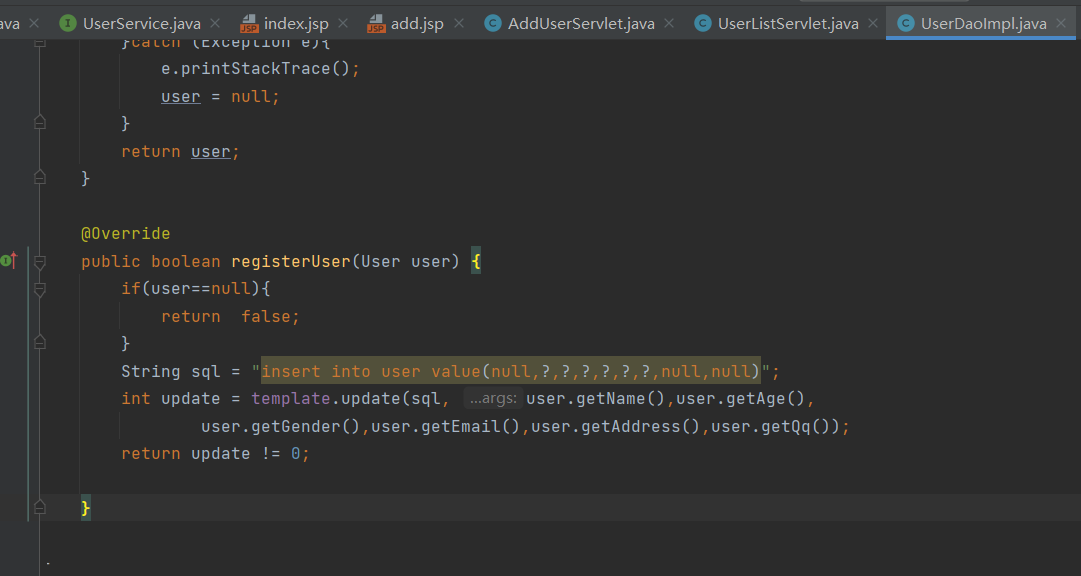 ava UserService.java index.jsp add.jsp AddUserServlet.java UserListServlet.java UserDaoImpl.java
}catch (Exception e){
e.printStackTrace();
user = null;
}
return user;
}
@Override
public boolean registerUser(User user) {
if(user==null){
return  false;
}
String sql = "insert into user value(null,?,?,?,?,?,?,null,null)";
int update = template.update(sql, ...args: user.getName(),user.getAge(),
user.getGender(),user.getEmail(),user.getAddress(),user.getQq());
return update != 0;
}